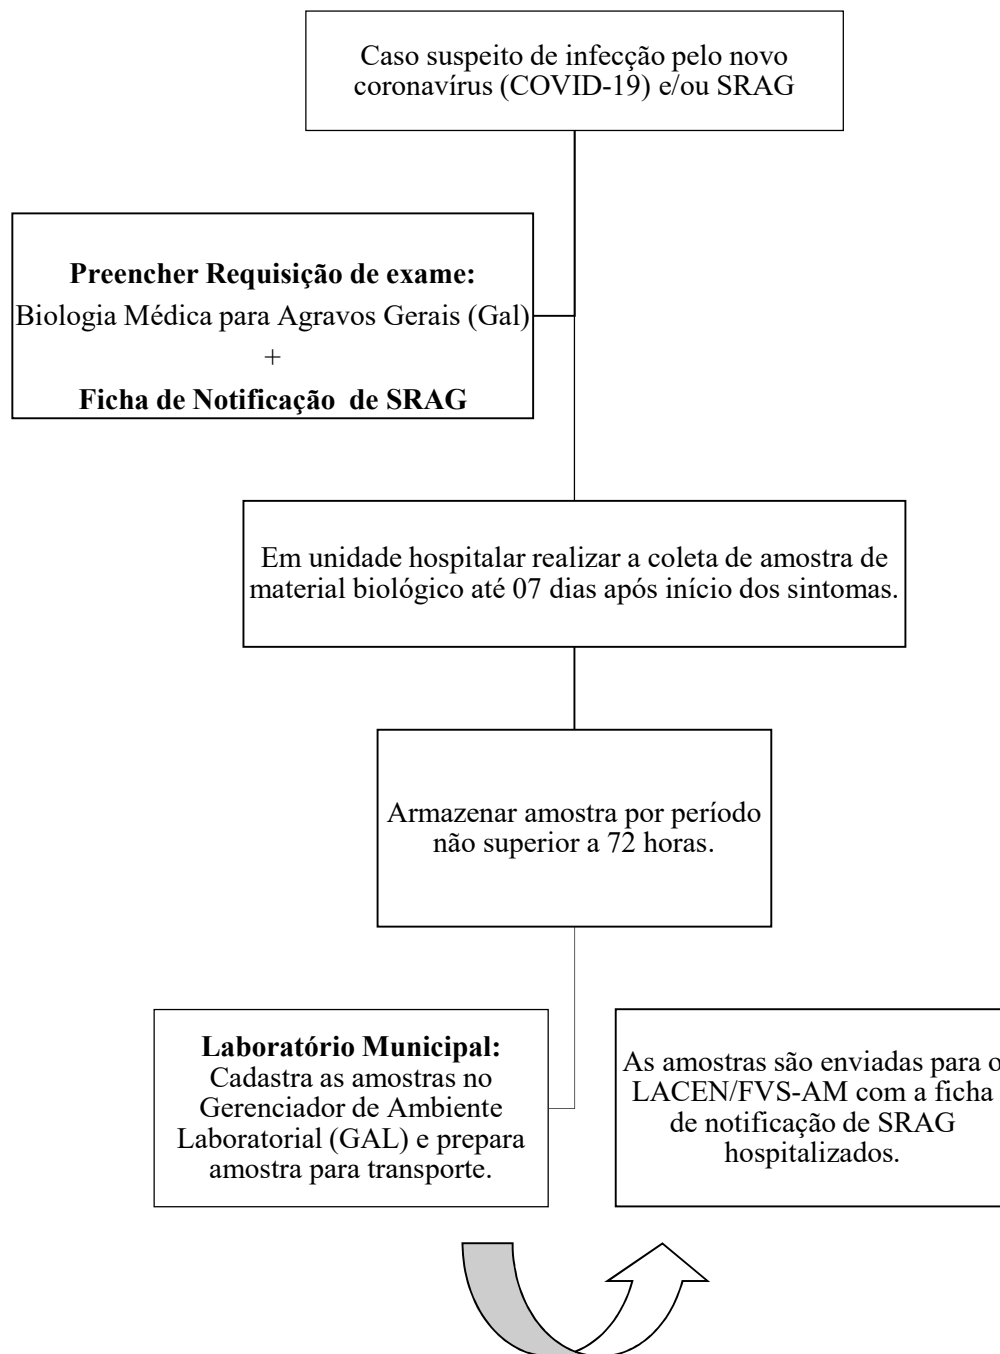 Caso suspeito de infecção pelo novo
coronavírus (COVID-19) e/ou SRAG
Preencher Requisição de exame:
Biologia Médica para Agravos Gerais (Gal)
+
Ficha de Notificação de SRAG
Em unidade hospitalar realizar a coleta de amostra de
material biológico até 07 dias após início dos sintomas.
Armazenar amostra por período
não superior a 72 horas.
Laboratório Municipal:
Cadastra as amostras no
Gerenciador de Ambiente
Laboratorial (GAL) e prepara
amostra para transporte.
As amostras são enviadas para o
LACEN/FVS-AM com a ficha
de notificação de SRAG
hospitalizados.